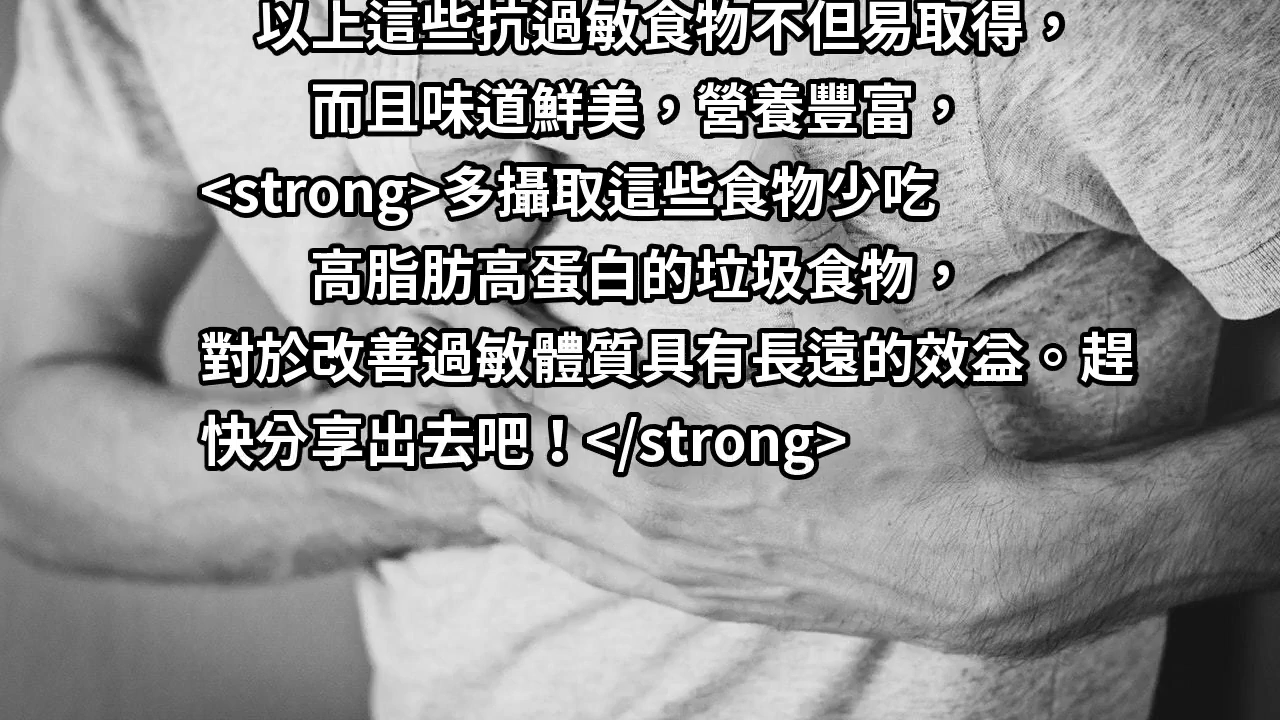 以上這些抗過敏食物不但易取得，
而且味道鮮美，營養豐富，
<strong>多攝取這些食物少吃
高脂肪高蛋白的垃圾食物，
對於改善過敏體質具有長遠的效益。趕
快分享出去吧！</strong>